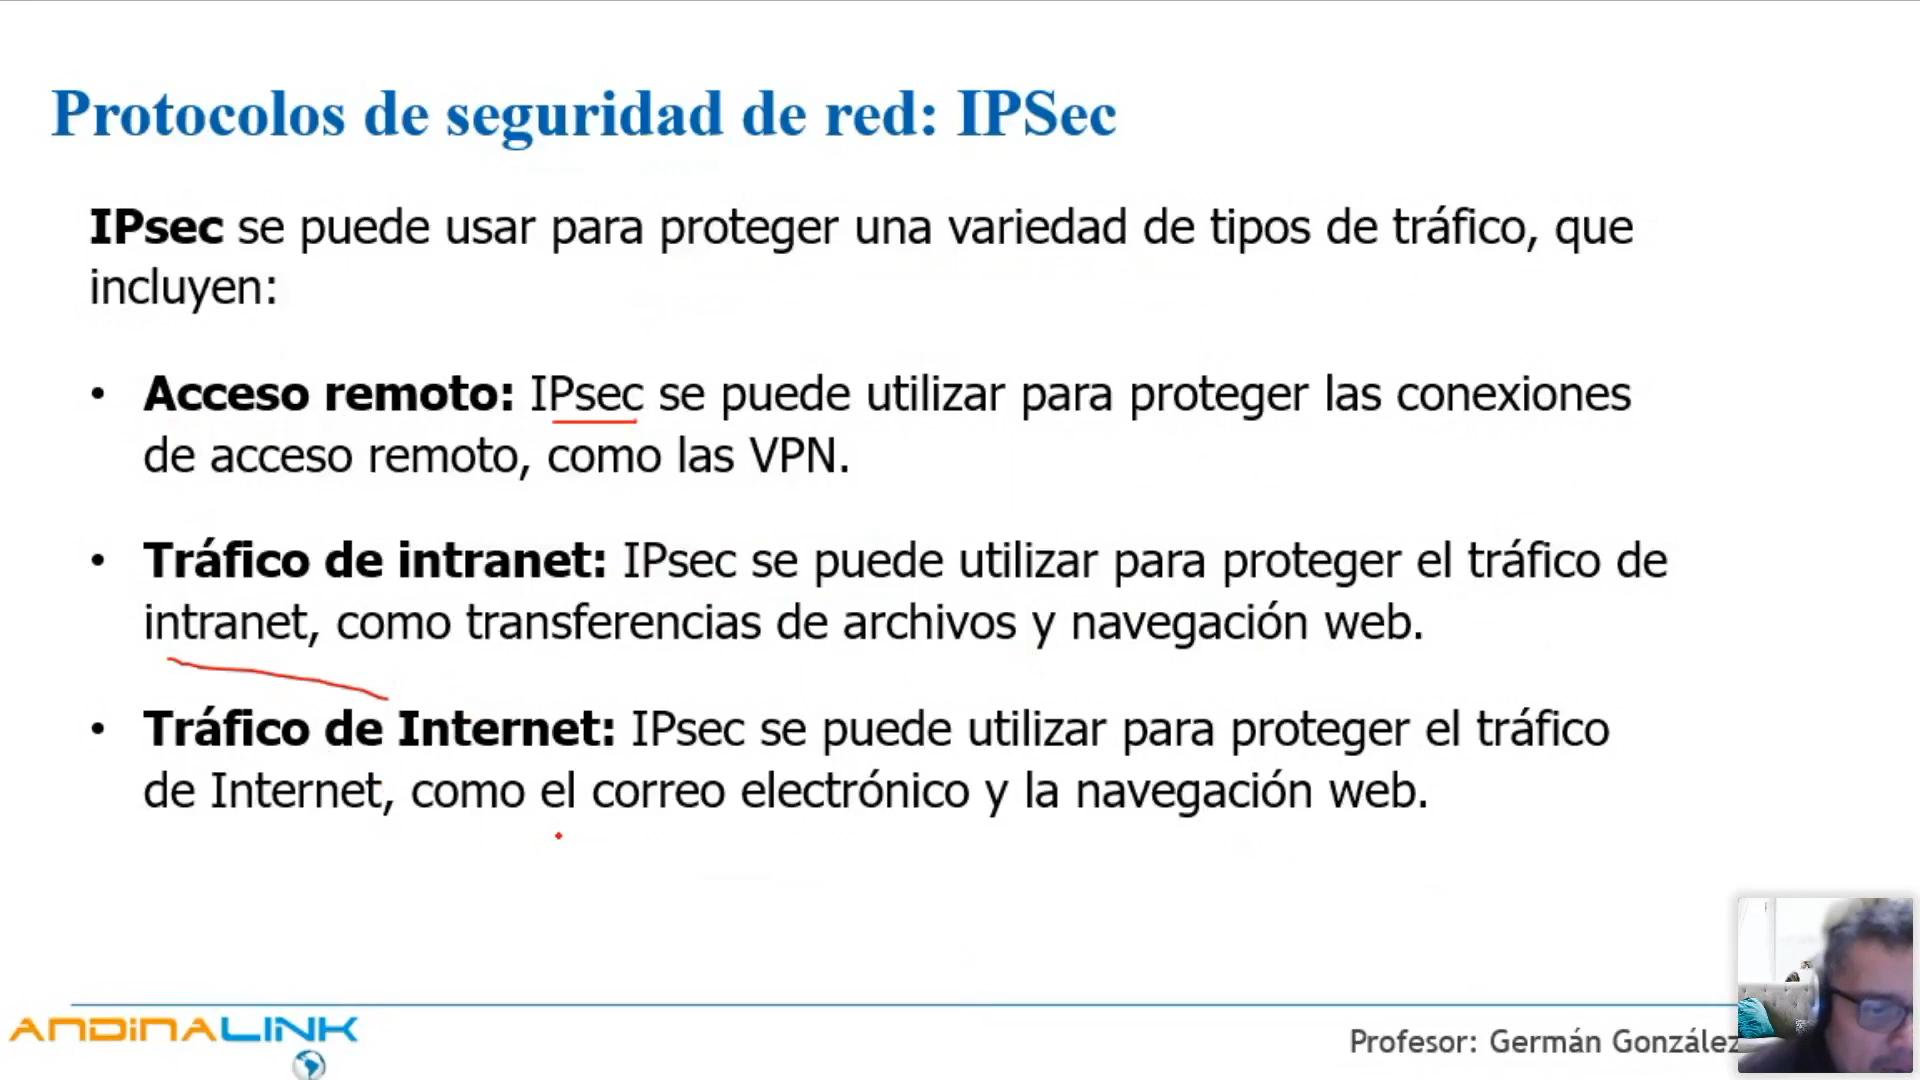 Protocolos de seguridad de red: IPSec
IPsec se puede usar para proteger una variedad de tipos de tráfico, que
incluyen:
• Acceso remoto: IPsec se puede utilizar para proteger las conexiones
de acceso remoto, como las VPN.
• Tráfico de intranet: IPsec se puede utilizar para proteger el tráfico de
intranet, como transferencias de archivos y navegación web.
• Tráfico de Internet: IPsec se puede utilizar para proteger el tráfico
de Internet, como el correo electrónico y la navegación web.
ANDINALINK
Profesor: Germán González